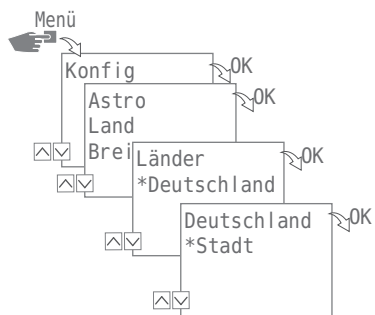 Menü
Konfig
OK
Astro
OK
Land
Brei
Länder
OK
*Deutschland
Deutschland
OK
*Stadt